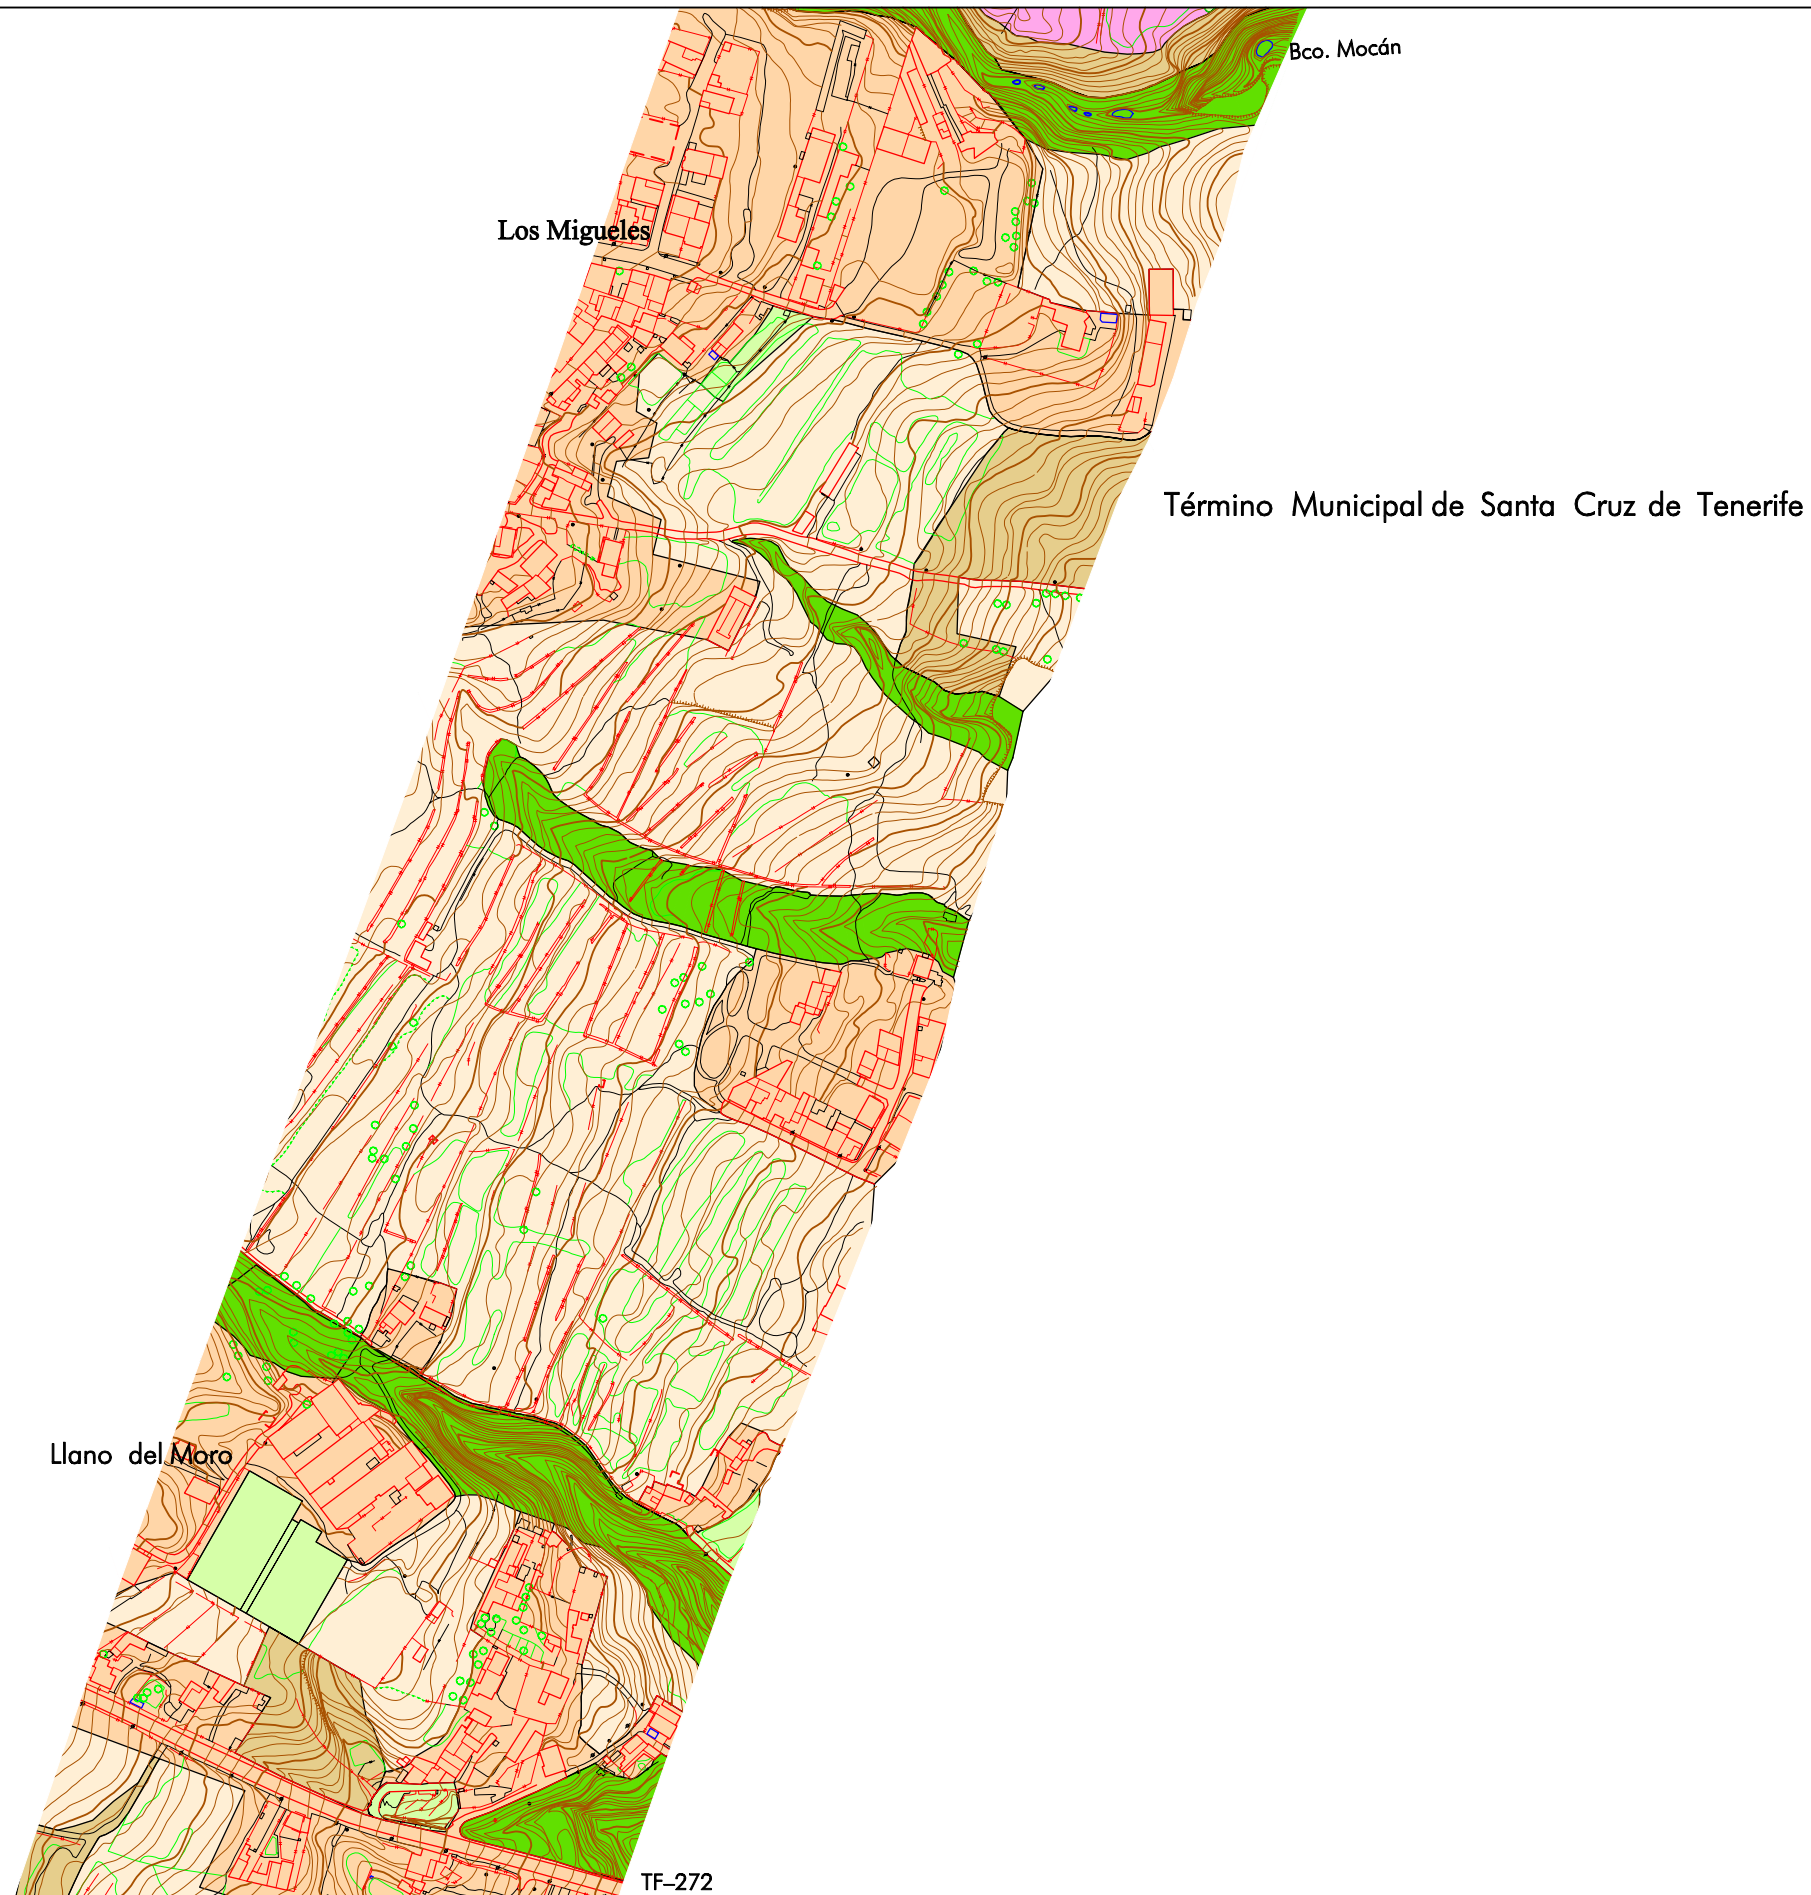 Bco. Mocán
Los Migueles
Término Municipal de Santa Cruz de Tenerife
Llano del Moro
TF–272